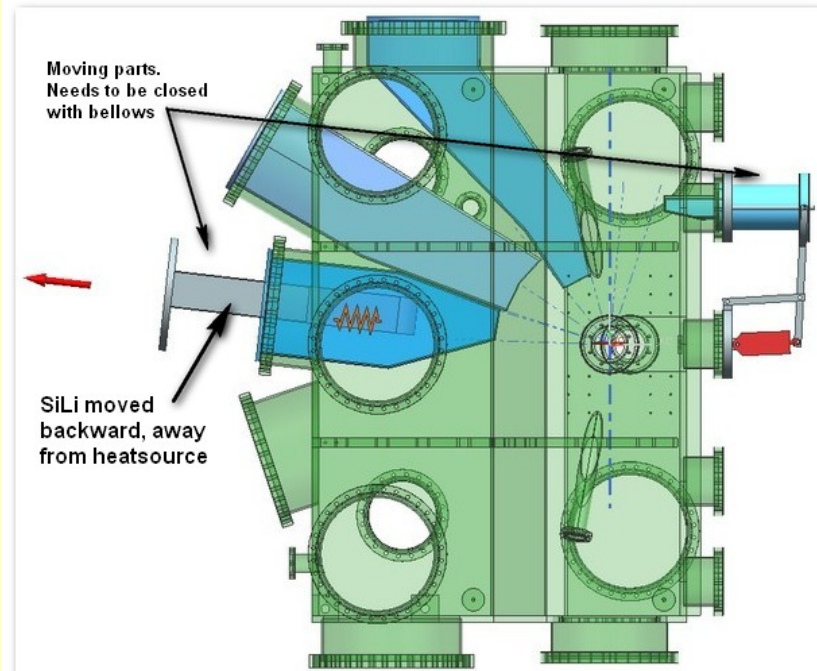 Moving parts.
Needs to be closed
with bellows
SiLi moved
backward, away
from heatsource